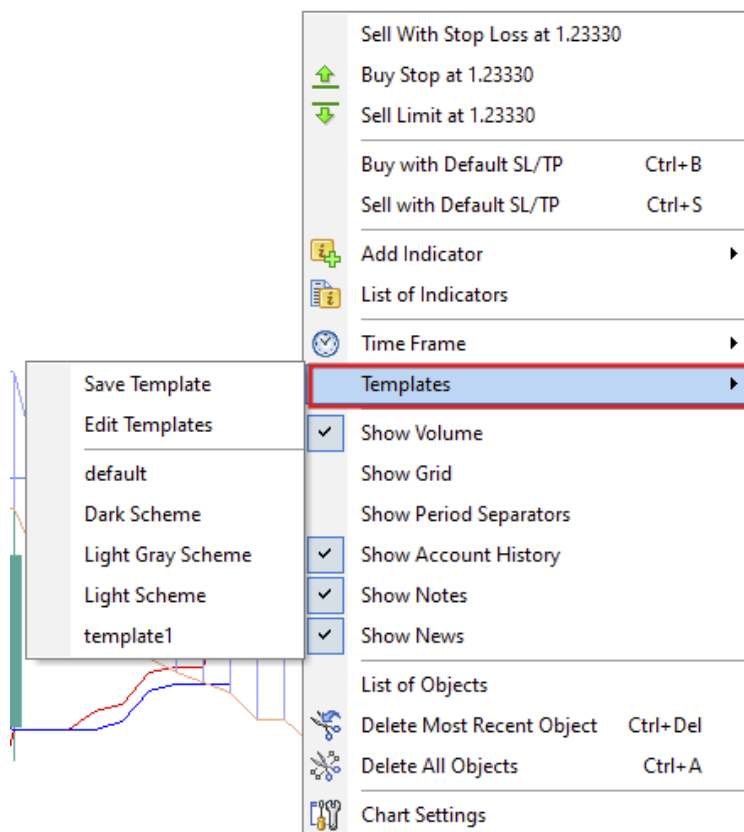 Sell With Stop Loss at 1.23330
Buy Stop at 1.23330
Sell Limit at 1.23330
Buy with Default SL/TP Ctrl+B
Sell with Default SL/TP Ctrl+S
Add Indicator
List of Indicators
Time Frame
Templates
Save Template
Edit Templates
default
Dark Scheme
Light Gray Scheme
Light Scheme
template1
Show Volume
Show Grid
Show Period Separators
Show Account History
Show Notes
Show News
List of Objects
Delete Most Recent Object Ctrl+Del
Delete All Objects Ctrl+A
Chart Settings